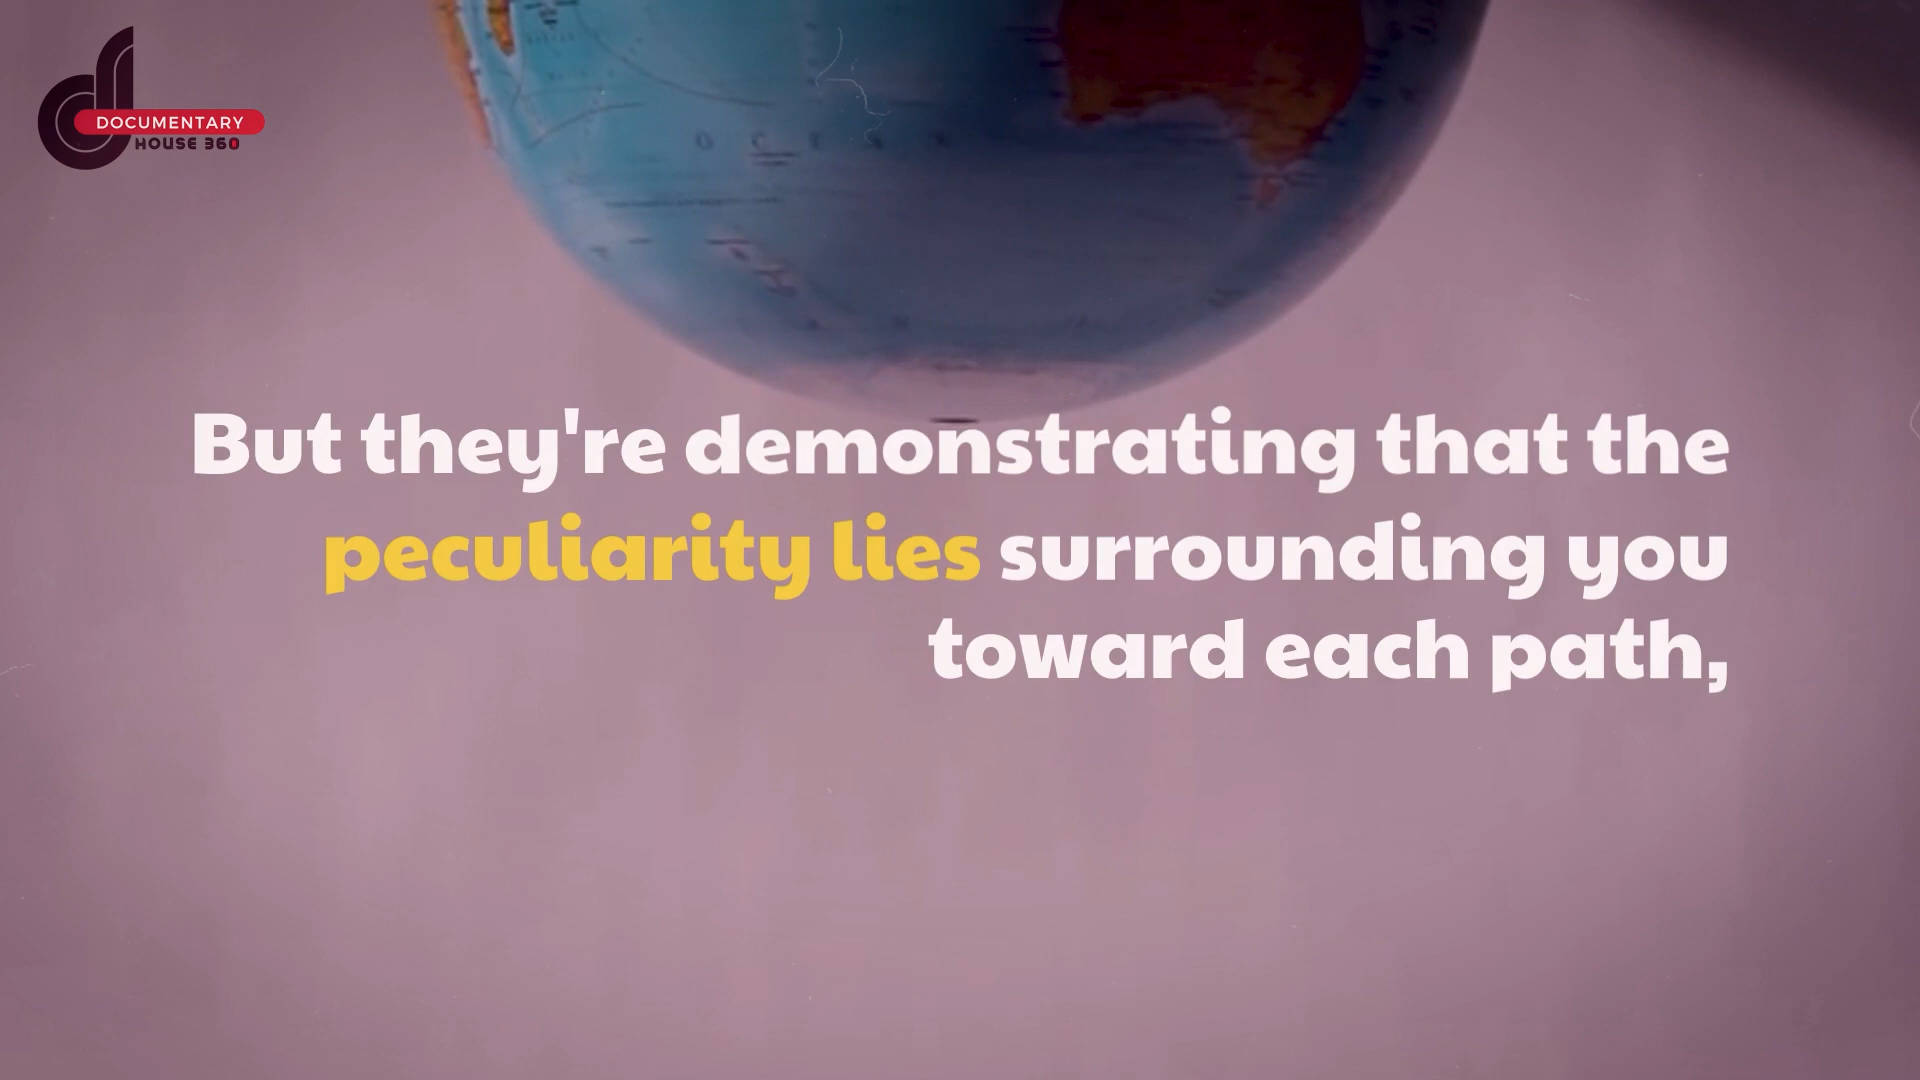 DOCUMENTARY
HOUSE 360
But they're demonstrating that the
peculiarity lies surrounding you
toward each path,